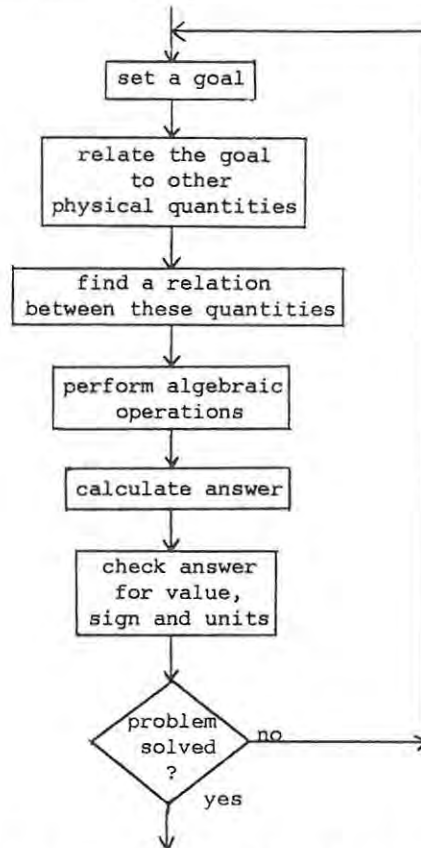 set a goal
relate the goal
to other
physical quantities
find a relation
between these quantities
perform algebraic
operations
calculate answer
check answer
for value,
sign and units
problem
solved
?
no
yes